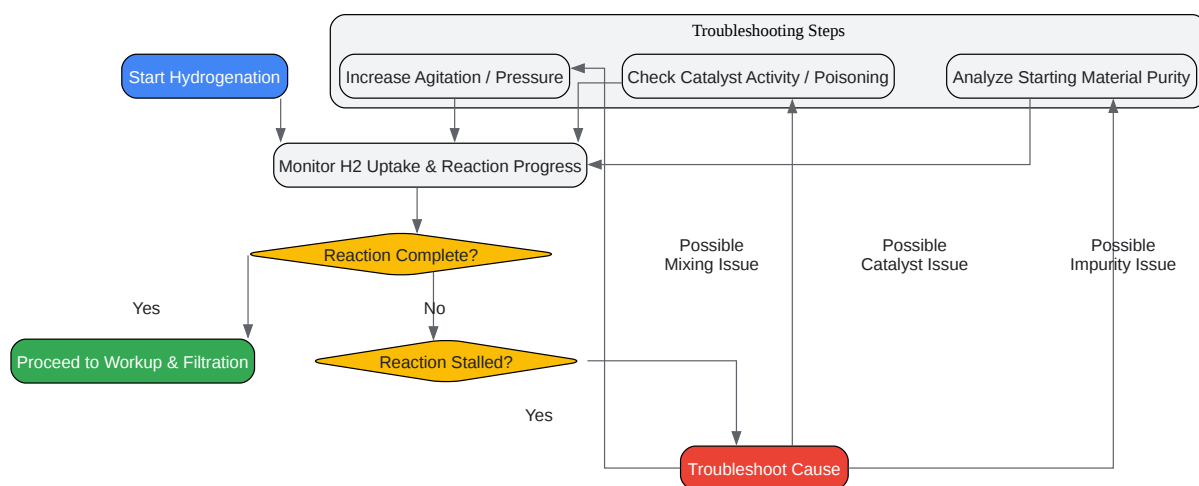 Troubleshooting Steps
Start Hydrogenation
Increase Agitation / Pressure
Check Catalyst Activity / Poisoning
Analyze Starting Material Purity
Monitor H2 Uptake & Reaction Progress
Reaction Complete?
Possible
Mixing Issue
Possible
Catalyst Issue
Possible
Impurity Issue
Yes
No
Proceed to Workup & Filtration
Reaction Stalled?
Yes
Troubleshoot Cause